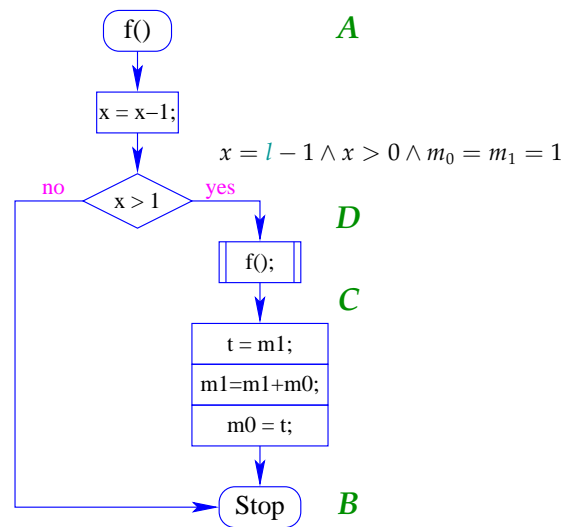 f()
A
x = x−1;
x = l − 1 ∧ x > 0 ∧ m₀ = m₁ = 1
no
yes
x > 1
D
f();
C
t = m1;
m1=m1+m0;
m0 = t;
Stop
B